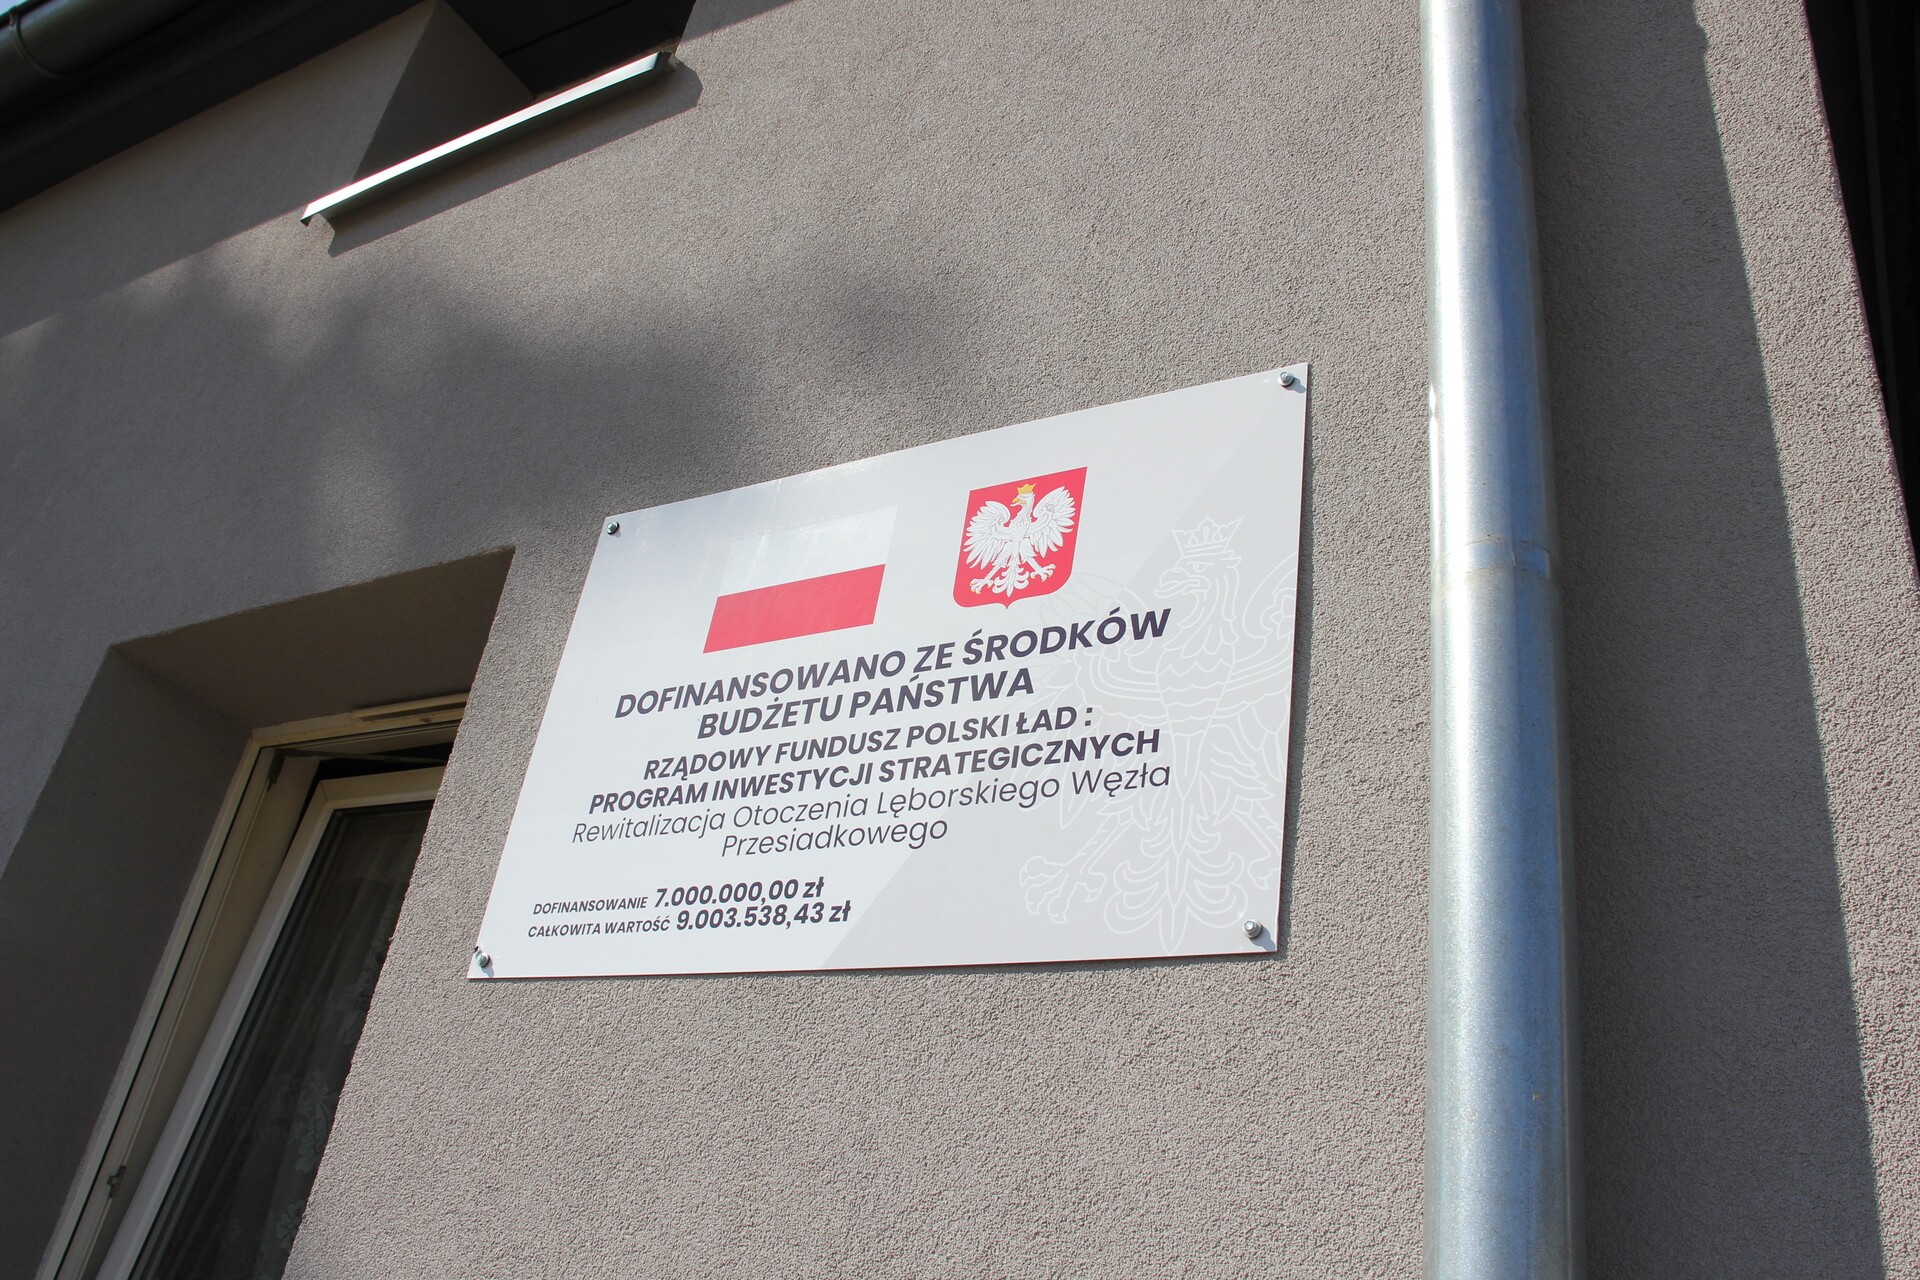 DOFINANSOWANO ZE ŚRODKÓW
BUDŻETU PAŃSTWA
RZĄDOWY FUNDUSZ POLSKI ŁAD :
PROGRAM INWESTYCJI STRATEGICZNYCH
Rewitalizacja Otoczenia Lęborskiego Węzła
Przesiadkowego
DOFINANSOWANIE 7.000.000,00 zł
CAŁKOWITA WARTOŚĆ 9.003.538,43 zł